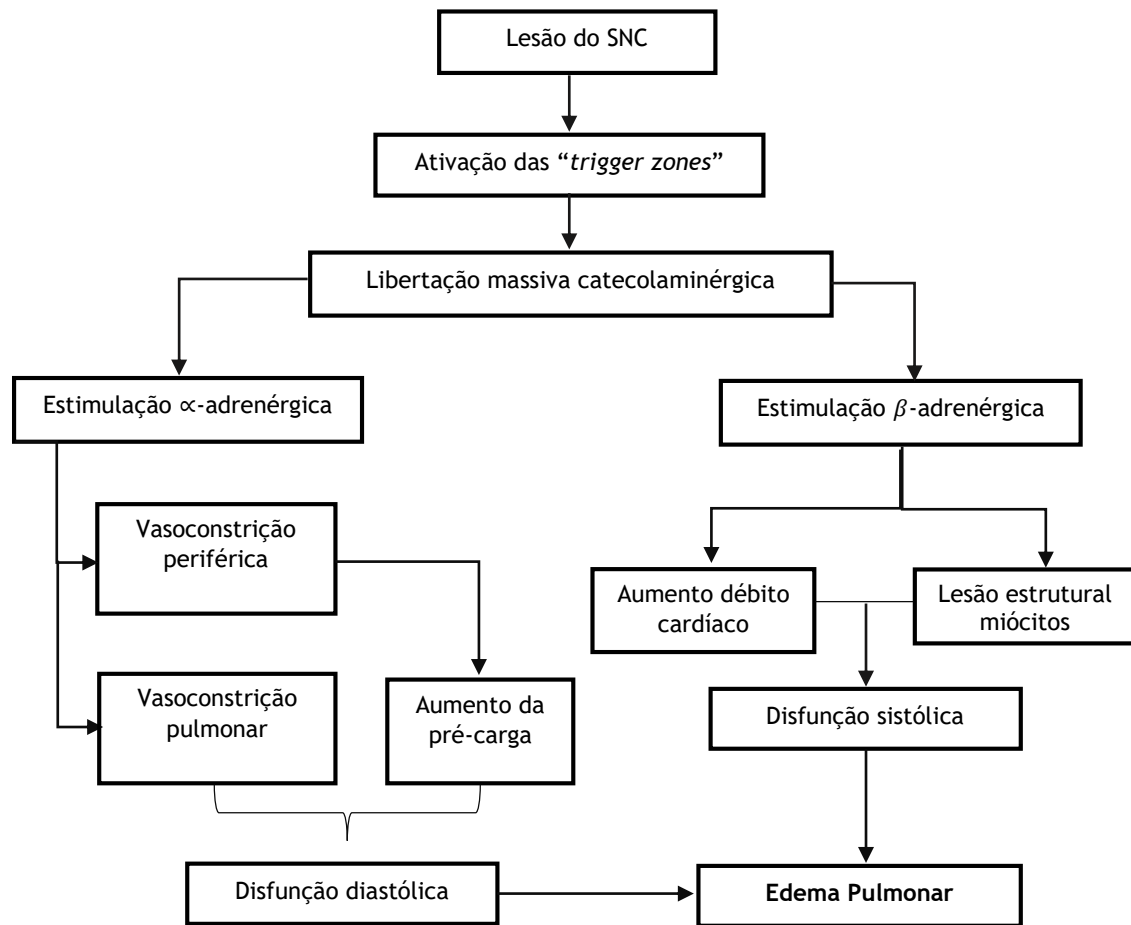 Lesão do SNC
Ativação das “trigger zones”
Libertação massiva catecolaminérgica
Estimulação ∝-adrenérgica
Estimulação β-adrenérgica
Vasoconstrição
periférica
Aumento débito
cardíaco
Lesão estrutural
miócitos
Vasoconstrição
pulmonar
Aumento da
pré-carga
Disfunção sistólica
Disfunção diastólica
Edema Pulmonar